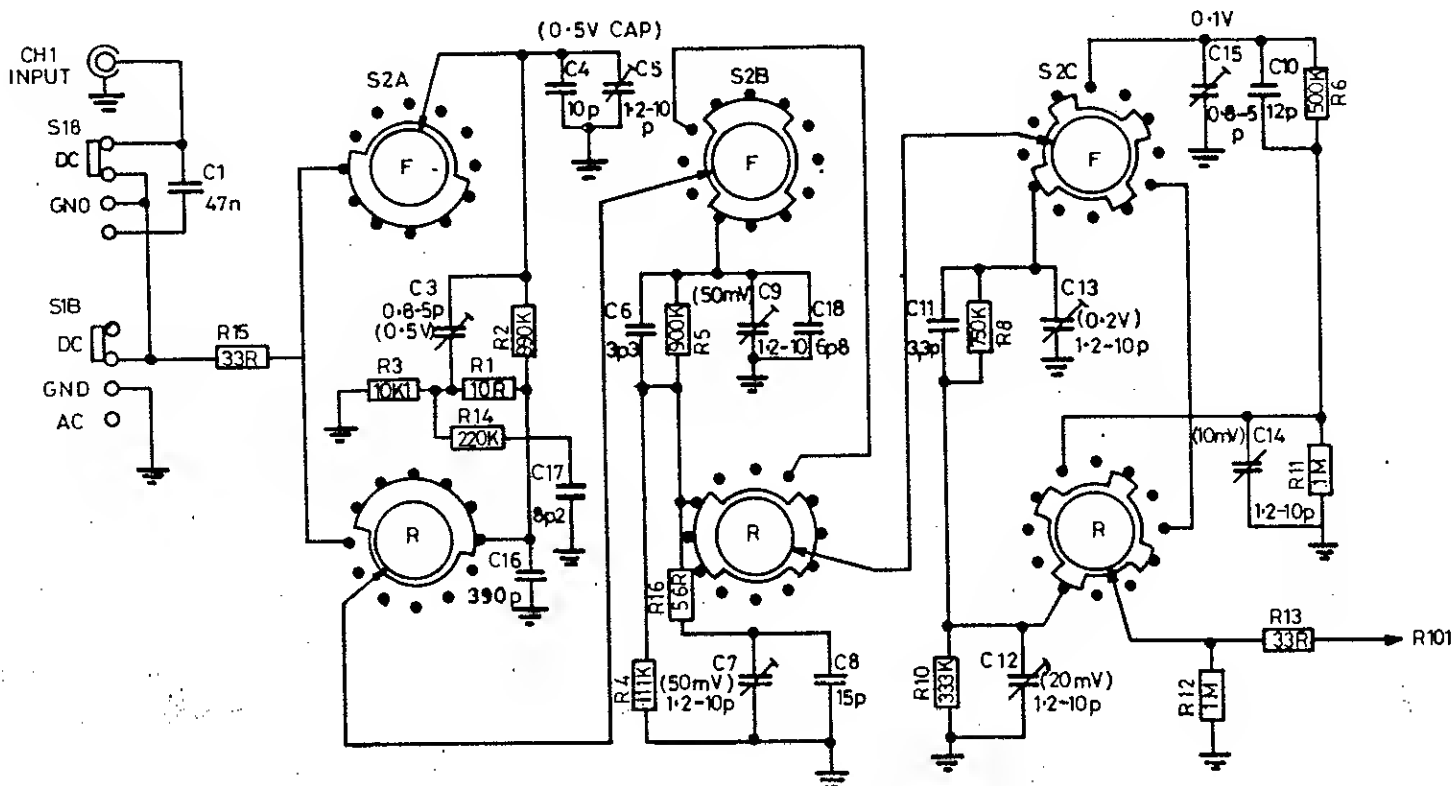 CH1
INPUT
S1B
DC
GND
C1
47n
S1B
DC
GND
AC
R15
33R
S2A
F
(0·5V CAP)
C4
10p
C5
1·2-10
p
C3
0·8-5p
(0·5V)
R2
990K
R3
10K1
R1
10R
R14
220K
C17
8p2
R
C16
390p
S2B
F
C6
3p3
R5
900K
(50mV)
C9
1·2-10
C18
6p8
R
R16
56R
R4
111K
C7
(50mV)
1·2-10p
C8
15p
S2C
F
0·1V
C15
0·8-5
p
C10
12p
R6
500K
C11
3,3p
R8
750K
C13
(0·2V)
1·2-10p
(10mV)
C14
1·2-10p
R11
1M
R
R10
333K
C12
(20mV)
1·2-10p
R13
33R
R101
R12
1M